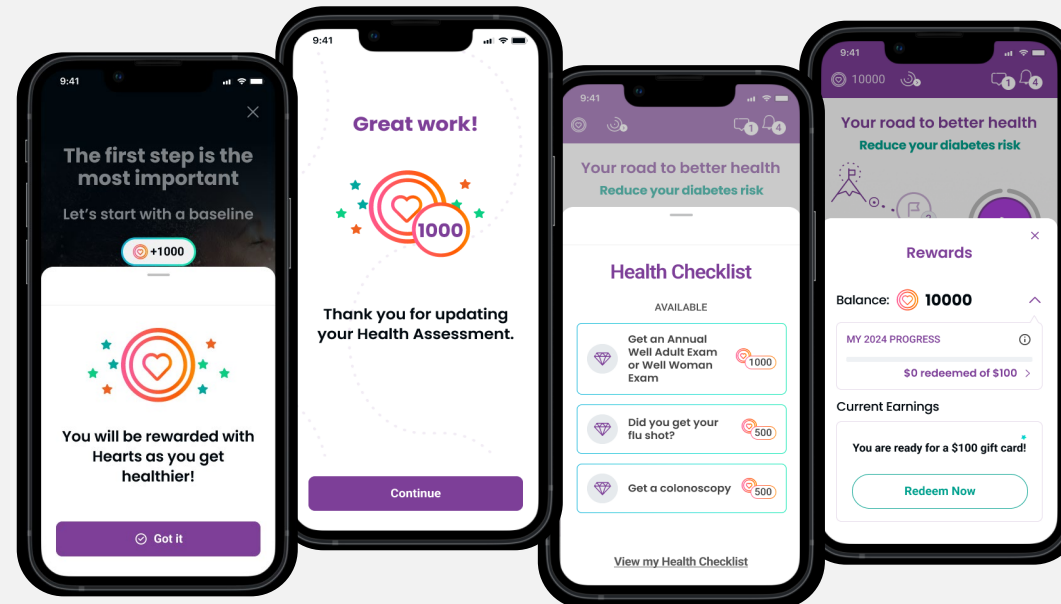 9:41
The first step is the
most important
Let's start with a baseline
+1000
You will be rewarded with
Hearts as you get
healthier!
Got it
9:41
Great work!
1000
Thank you for updating
your Health Assessment.
Continue
9:41
1
4
Your road to better health
Reduce your diabetes risk
Health Checklist
AVAILABLE
Get an Annual
Well Adult Exam
or Well Woman
Exam
1000
Did you get your
flu shot?
500
Get a colonoscopy
500
View my Health Checklist
9:41
10000
1
4
Your road to better health
Reduce your diabetes risk
Rewards
Balance: 10000
MY 2024 PROGRESS
$0 redeemed of $100 >
Current Earnings
You are ready for a $100 gift card!
Redeem Now